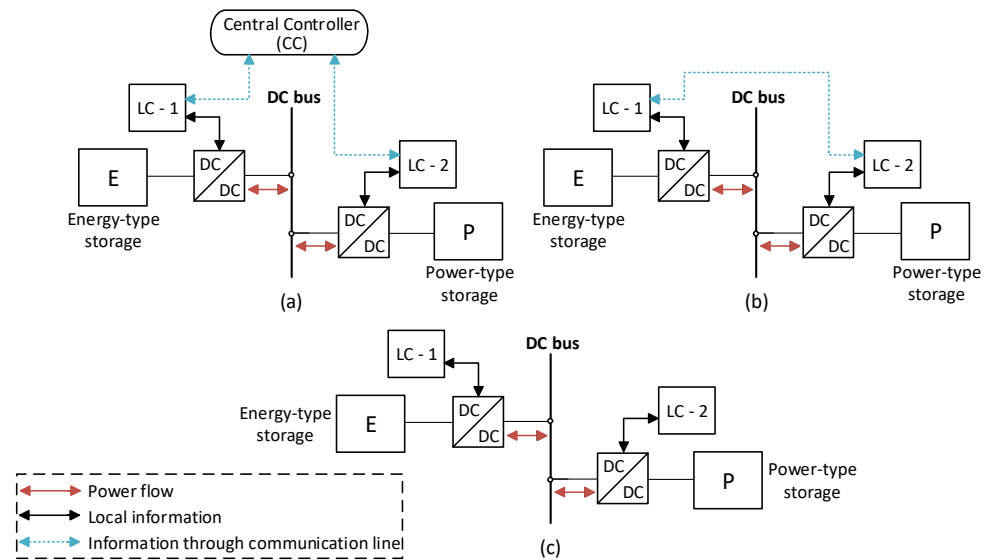 Central Controller
(CC)
LC - 1
DC bus
LC - 2
DC
DC
E
Energy-type
storage
DC
DC
P
Power-type
storage
(a)
LC - 1
DC bus
LC - 2
DC
DC
E
Energy-type
storage
DC
DC
P
Power-type
storage
(b)
LC - 1
DC bus
LC - 2
DC
DC
Energy-type
storage
E
DC
DC
P
Power-type
storage
Power flow
Local information
Information through communication line
(c)